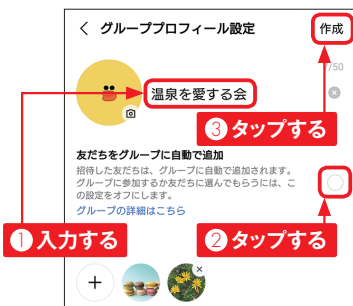 グループプロフィール設定
作成
/50
温泉を愛する会
③タップする
友だちをグループに自動で追加
招待した友だちは、グループに自動で追加されます。
グループに参加するか友だちに選んでもらうには、こ
の設定をオフにします。
グループの詳細はこちら
①入力する
②タップする